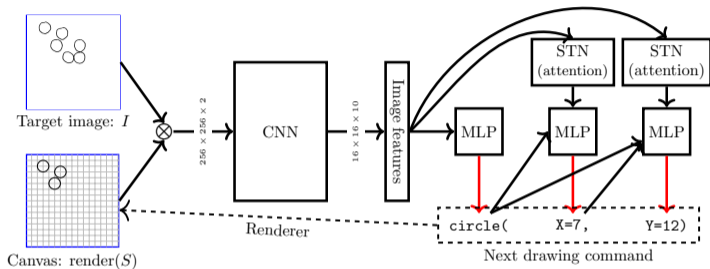 Target image: I
Canvas: render(S)
⊗
256 × 256 × 2
CNN
16 × 16 × 10
Image features
STN
(attention)
STN
(attention)
MLP
MLP
MLP
circle( X=7, Y=12)
Renderer
Next drawing command